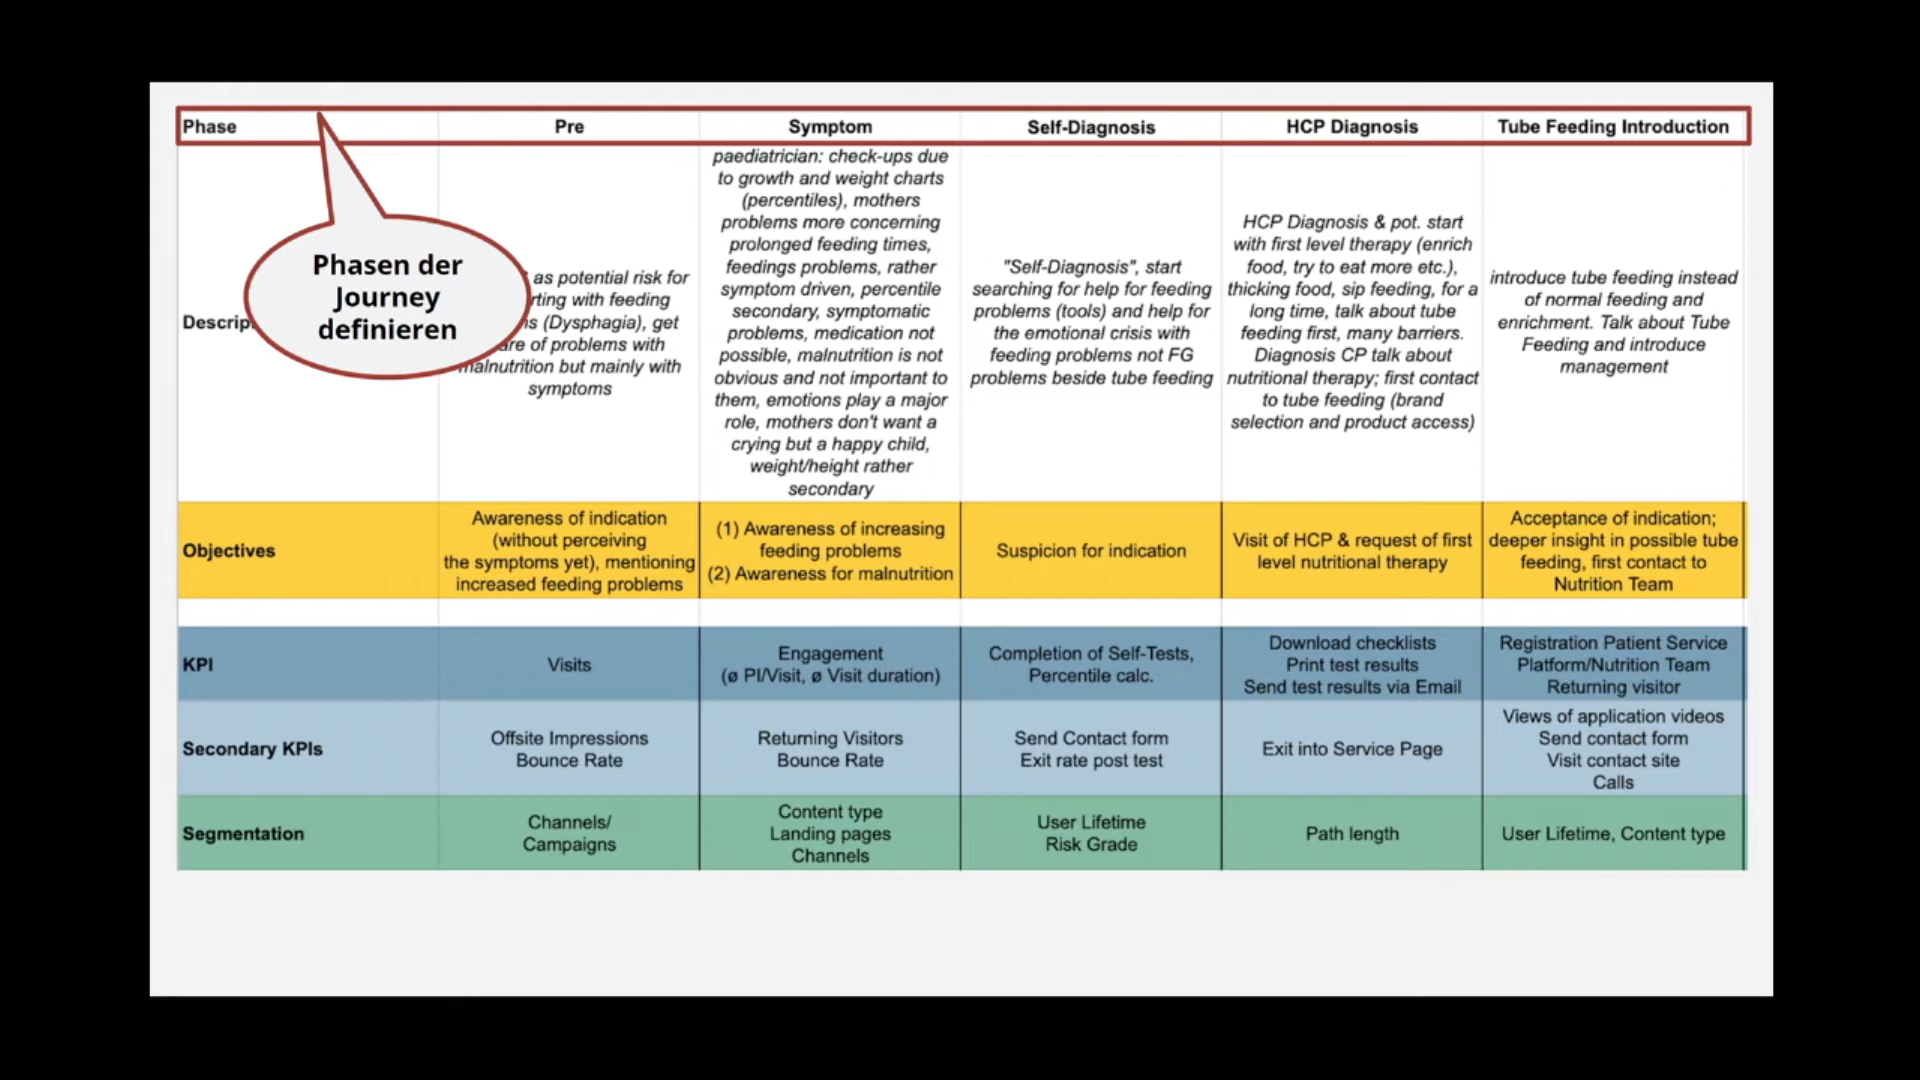 Phase
Pre
Symptom
Self-Diagnosis
HCP Diagnosis
Tube Feeding Introduction
Phasen der
Journey
definieren
Descrip
as potential risk for
rting with feeding
s (Dysphagia), get
are of problems with
malnutrition but mainly with
symptoms
paediatrician: check-ups due
to growth and weight charts
(percentiles), mothers
problems more concerning
prolonged feeding times,
feedings problems, rather
symptom driven, percentile
secondary, symptomatic
problems, medication not
possible, malnutrition is not
obvious and not important to
them, emotions play a major
role, mothers don't want a
crying but a happy child,
weight/height rather
secondary
"Self-Diagnosis", start
searching for help for feeding
problems (tools) and help for
the emotional crisis with
feeding problems not FG
problems beside tube feeding
HCP Diagnosis & pot. start
with first level therapy (enrich
food, try to eat more etc.),
thicking food, sip feeding, for a
long time, talk about tube
feeding first, many barriers.
Diagnosis CP talk about
nutritional therapy; first contact
to tube feeding (brand
selection and product access)
introduce tube feeding instead
of normal feeding and
enrichment. Talk about Tube
Feeding and introduce
management
Objectives
Awareness of indication
(without perceiving
the symptoms yet), mentioning
increased feeding problems
(1) Awareness of increasing
feeding problems
(2) Awareness for malnutrition
Suspicion for indication
Visit of HCP & request of first
level nutritional therapy
Acceptance of indication;
deeper insight in possible tube
feeding, first contact to
Nutrition Team
KPI
Visits
Engagement
(ø PI/Visit, ø Visit duration)
Completion of Self-Tests,
Percentile calc.
Download checklists
Print test results
Send test results via Email
Registration Patient Service
Platform/Nutrition Team
Returning visitor
Secondary KPIs
Offsite Impressions
Bounce Rate
Returning Visitors
Bounce Rate
Send Contact form
Exit rate post test
Exit into Service Page
Views of application videos
Send contact form
Visit contact site
Calls
Segmentation
Channels/
Campaigns
Content type
Landing pages
Channels
User Lifetime
Risk Grade
Path length
User Lifetime, Content type